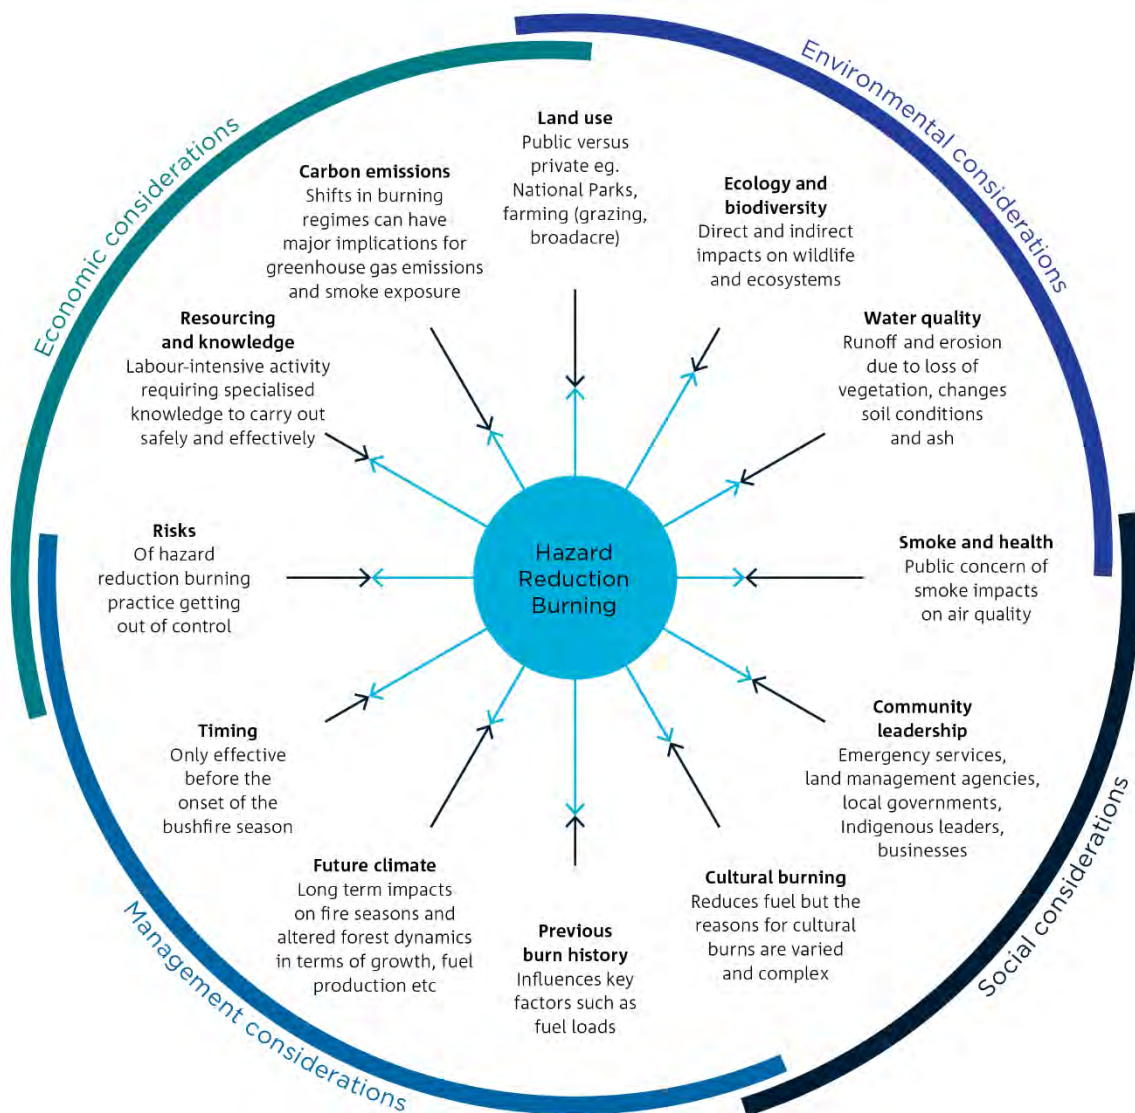 Economic considerations
Environmental considerations
Land use
Public versus
private eg.
National Parks,
farming (grazing,
broadacre)
Ecology and
biodiversity
Direct and indirect
impacts on wildlife
and ecosystems
Water quality
Runoff and erosion
due to loss of
vegetation, changes
soil conditions
and ash
Smoke and health
Public concern of
smoke impacts
on air quality
Community
leadership
Emergency services,
land management agencies,
local governments,
Indigenous leaders,
businesses
Cultural burning
Reduces fuel but the
reasons for cultural
burns are varied
and complex
Previous
burn history
Influences key
factors such as
fuel loads
Future climate
Long term impacts
on fire seasons and
altered forest dynamics
in terms of growth, fuel
production etc
Timing
Only effective
before the
onset of the
bushfire season
Risks
Of hazard
reduction burning
practice getting
out of control
Resourcing
and knowledge
Labour-intensive activity
requiring specialised
knowledge to carry out
safely and effectively
Carbon emissions
Shifts in burning
regimes can have
major implications for
greenhouse gas emissions
and smoke exposure
Hazard
Reduction
Burning
Management considerations
Social considerations